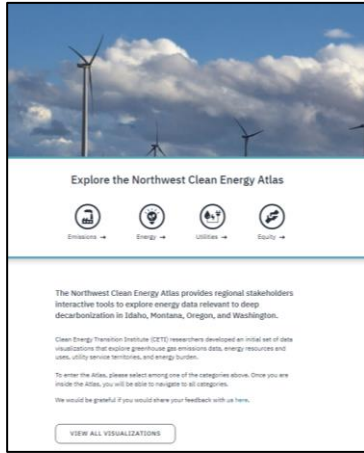 Explore the Northwest Clean Energy Atlas
Emissions → Energy → Utilities → Equity →
The Northwest Clean Energy Atlas provides regional stakeholders
interactive tools to explore energy data relevant to deep
decarbonization in Idaho, Montana, Oregon, and Washington.
Clean Energy Transition Institute (CETI) researchers developed an initial set of data
visualizations that explore greenhouse gas emissions data, energy resources and
uses, utility service territories, and energy burden.
To enter the Atlas, please select among one of the categories above. Once you are
inside the Atlas, you will be able to navigate to all categories.
We would be grateful if you would share your feedback with us here.
VIEW ALL VISUALIZATIONS